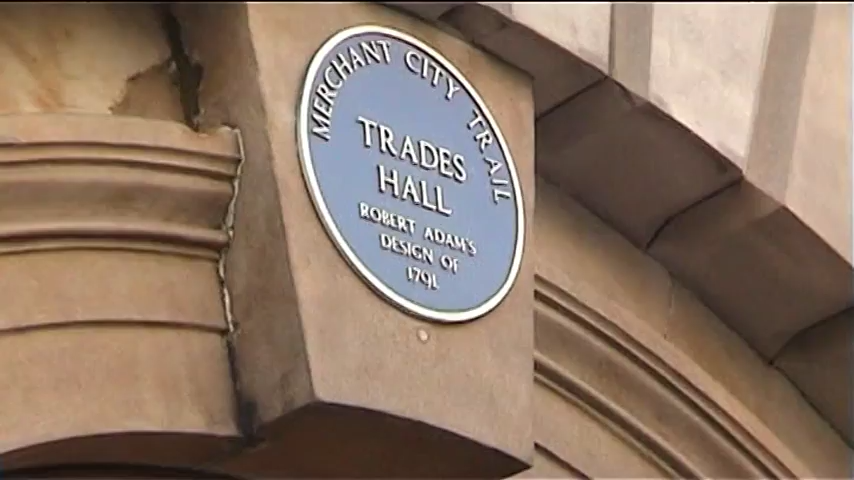 MERCHANT CITY TRAIL
TRADES
HALL
ROBERT ADAM'S
DESIGN OF
1791